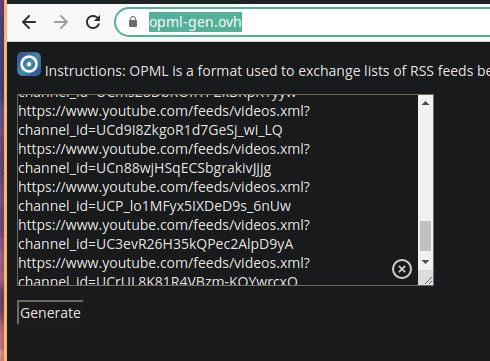 opml-gen.ovh
Instructions: OPML is a format used to exchange lists of RSS feeds be
https://www.youtube.com/feeds/videos.xml?
channel_id=UCd9I8ZkgoR1d7GeSj_wi_LQ
https://www.youtube.com/feeds/videos.xml?
channel_id=UCn88wjHSqECSbgrakivJjjg
https://www.youtube.com/feeds/videos.xml?
channel_id=UCP_lo1MFyx5IXDeD9s_6nUw
https://www.youtube.com/feeds/videos.xml?
channel_id=UC3evR26H35kQPec2AlpD9yA
https://www.youtube.com/feeds/videos.xml?
Generate